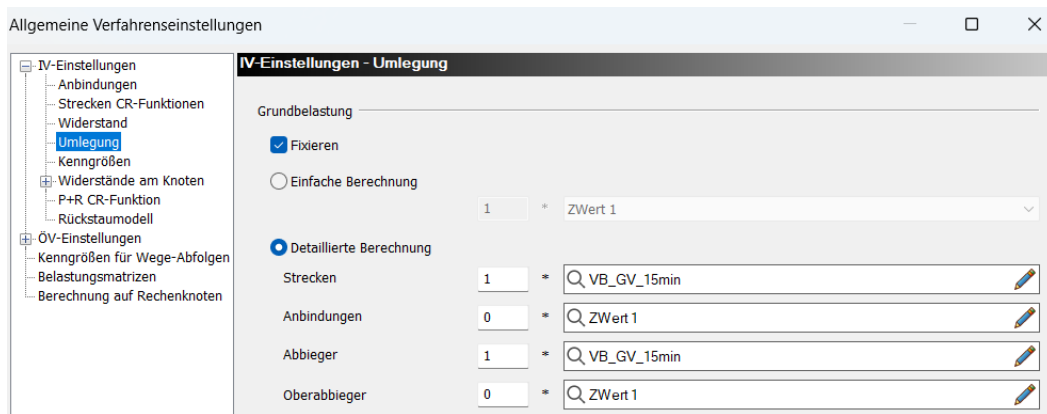 Allgemeine Verfahrenseinstellungen
IV-Einstellungen
Anbindungen
Strecken CR-Funktionen
Widerstand
Umlegung
Kenngrößen
Widerstände am Knoten
P+R CR-Funktion
Rückstaumodell
ÖV-Einstellungen
Kenngrößen für Wege-Abfolgen
Belastungsmatrizen
Berechnung auf Rechenknoten
IV-Einstellungen - Umlegung
Grundbelastung
Fixieren
Einfache Berechnung
1 * ZWert 1
Detaillierte Berechnung
Strecken 1 * VB_GV_15min
Anbindungen 0 * ZWert 1
Abbieger 1 * VB_GV_15min
Oberabbieger 0 * ZWert 1